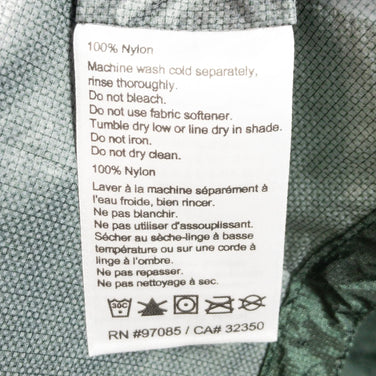 100% Nylon
Machine wash cold separately,
rinse thoroughly.
Do not bleach.
Do not use fabric softener.
Tumble dry low or line dry in shade.
Do not iron.
Do not dry clean.
100% Nylon
Laver à la machine séparément à
l'eau froide, bien rincer.
Ne pas blanchir.
Ne pas utiliser d'assouplissant.
Sécher au sèche-linge à basse
température ou sur une corde à
linge à l'ombre.
Ne pas repasser.
Ne pas nettoyage à sec.
30C
RN #97085 / CA# 32350